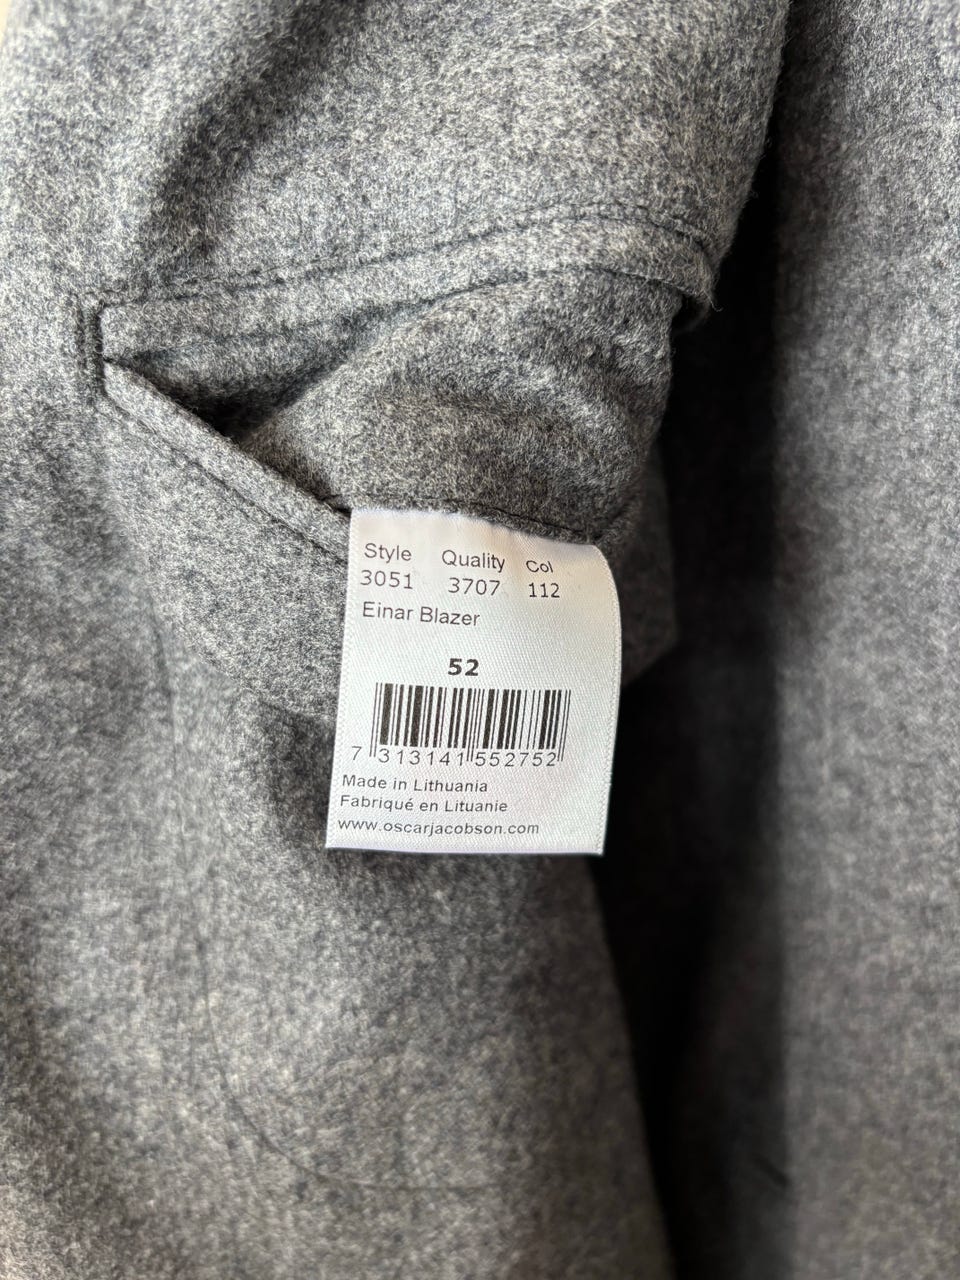 Style Quality Col
3051 3707 112
Einar Blazer
52
7 313141 552752
Made in Lithuania
Fabriqué en Lituanie
www.oscarjacobson.com